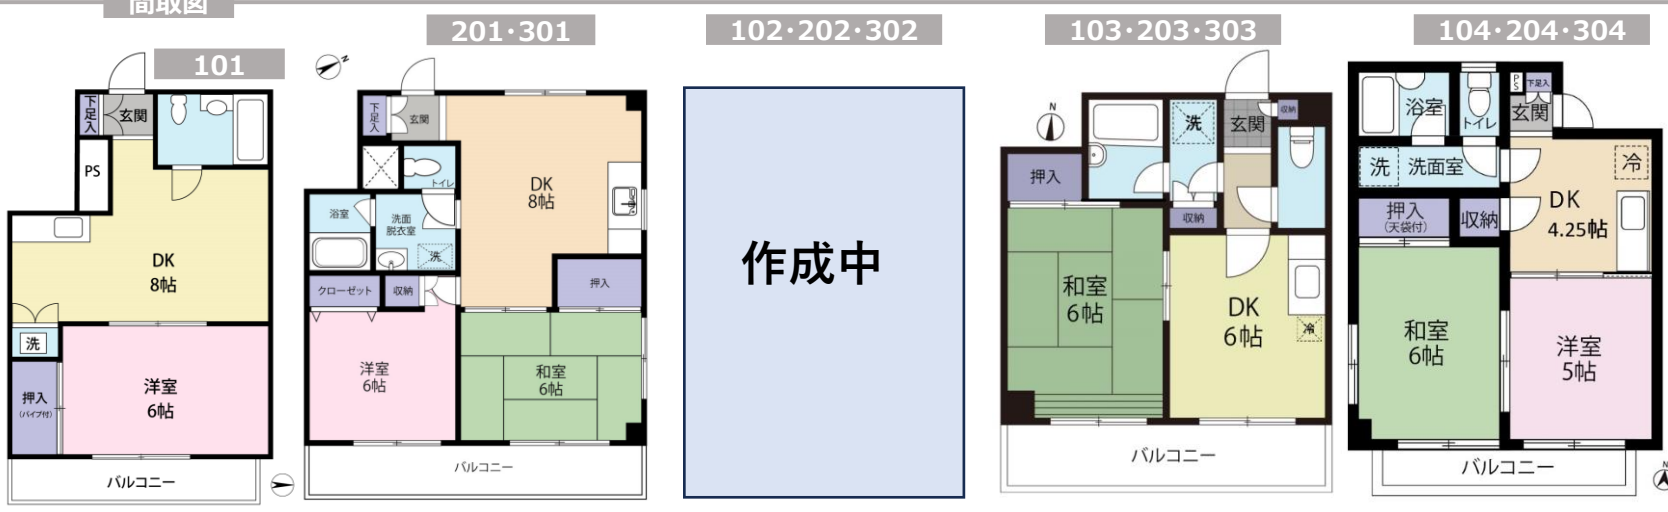 間取図
101
下足入
玄関
PS
DK
8帖
洗
押入
(パイプ付)
洋室
6帖
バルコニー
201・301
N
下足入
玄関
DK
8帖
トイレ
浴室
洗面
脱衣室
洗
クローゼット
収納
押入
洋室
6帖
和室
6帖
バルコニー
102・202・302
作成中
103・203・303
N
洗
玄関
収納
押入
収納
和室
6帖
DK
6帖
冷
バルコニー
104・204・304
浴室
トイレ
PS
下足入
玄関
洗
洗面室
冷
押入
(天袋付)
収納
DK
4.25帖
和室
6帖
洋室
5帖
バルコニー
N